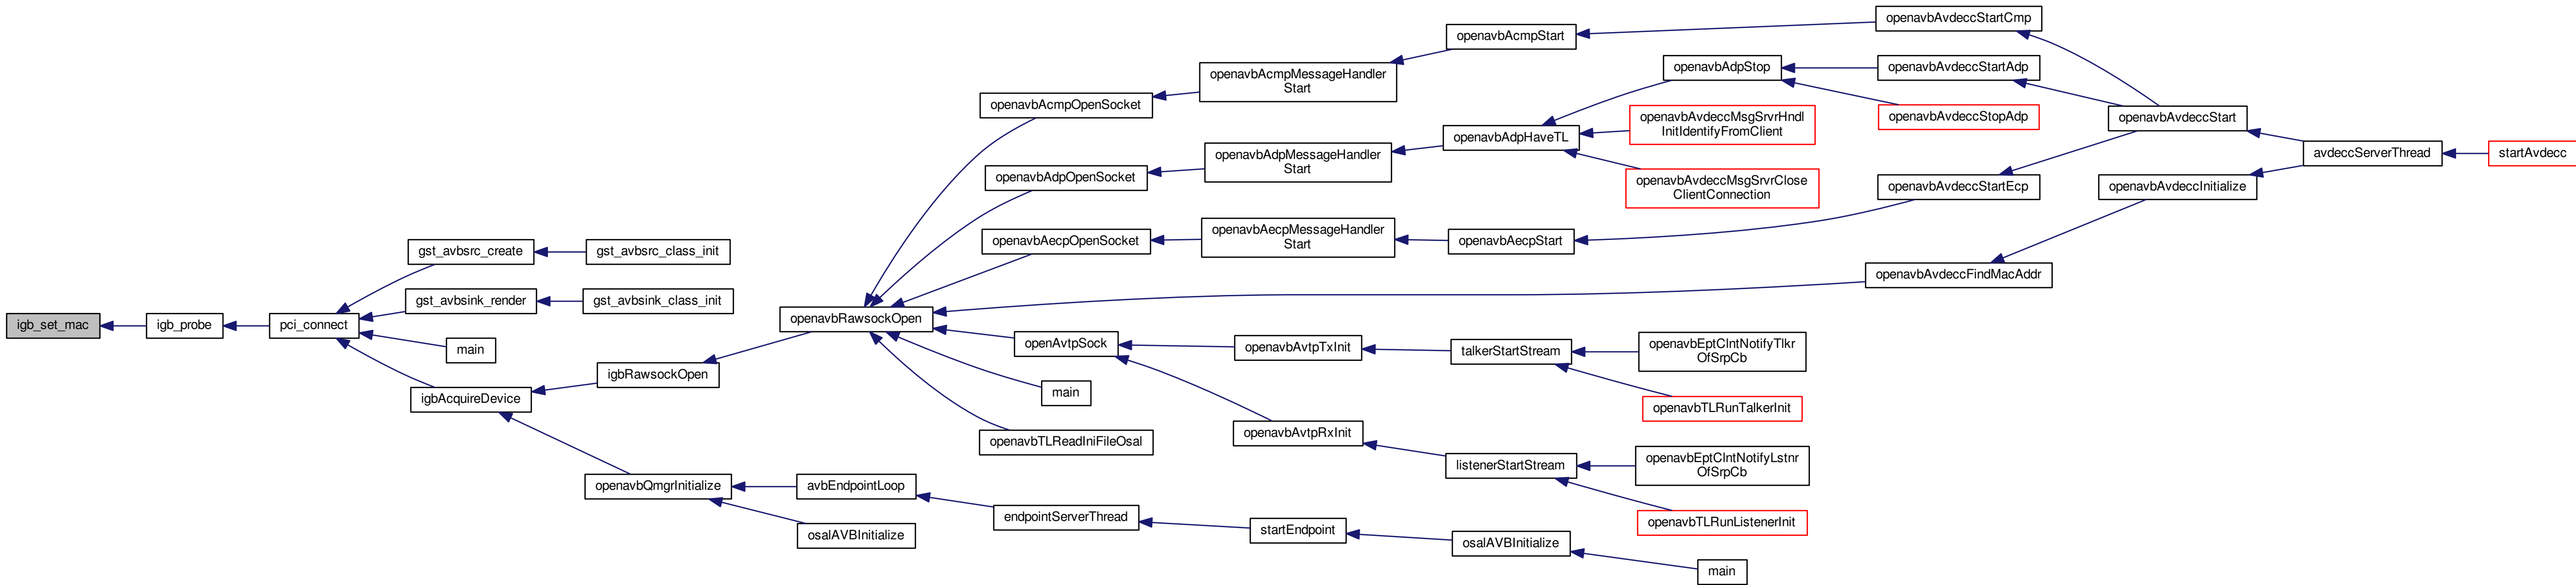 igb_set_mac
igb_probe
pci_connect
gst_avbsrc_create
gst_avbsrc_class_init
gst_avbsink_render
gst_avbsink_class_init
main
igbAcquireDevice
igbRawsockOpen
openavbRawsockOpen
openavbAcmpOpenSocket
openavbAcmpMessageHandler
Start
openavbAcmpStart
openavbAvdeccStartCmp
openavbAdpOpenSocket
openavbAdpMessageHandler
Start
openavbAdpHaveTL
openavbAdpStop
openavbAvdeccStartAdp
openavbAvdeccStopAdp
openavbAvdeccMsgSrvrHndl
InitIdentifyFromClient
openavbAvdeccMsgSrvrClose
ClientConnection
openavbAvdeccStart
avdeccServerThread
startAvdecc
openavbAecpOpenSocket
openavbAecpMessageHandler
Start
openavbAecpStart
openavbAvdeccStartEcp
openavbAvdeccInitialize
openavbAvdeccFindMacAddr
openAvtpSock
openavbAvtpTxInit
talkerStartStream
openavbEptClntNotifyTlkr
OfSrpCb
openavbTLRunTalkerInit
main
openavbTLReadIniFileOsal
openavbAvtpRxInit
listenerStartStream
openavbEptClntNotifyLstnr
OfSrpCb
openavbTLRunListenerInit
openavbQmgrInitialize
avbEndpointLoop
osalAVBInitialize
endpointServerThread
startEndpoint
osalAVBInitialize
main